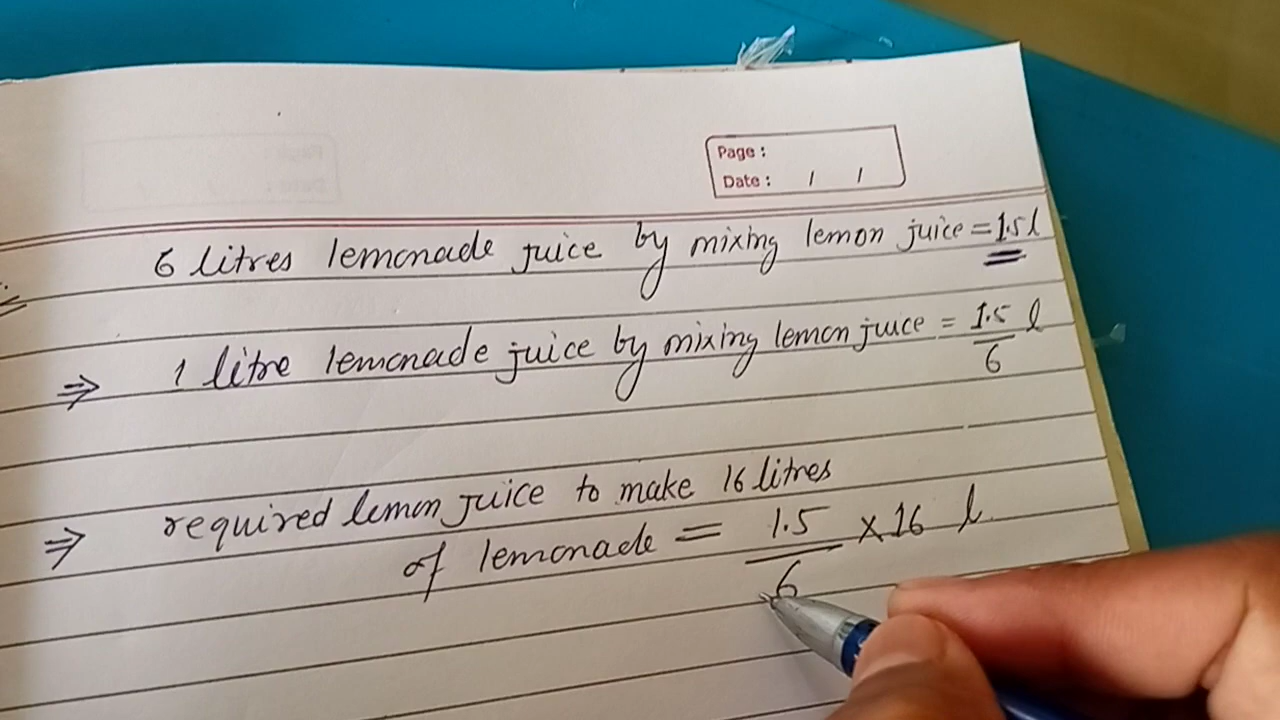 Page :
Date : / /
6 litres lemonade juice by mixing lemon juice = 1.5 l
⇒ 1 litre lemonade juice by mixing lemon juice = 1.5/6 l
⇒ required lemon juice to make 16 litres
of lemonade = 1.5/6 × 16 l